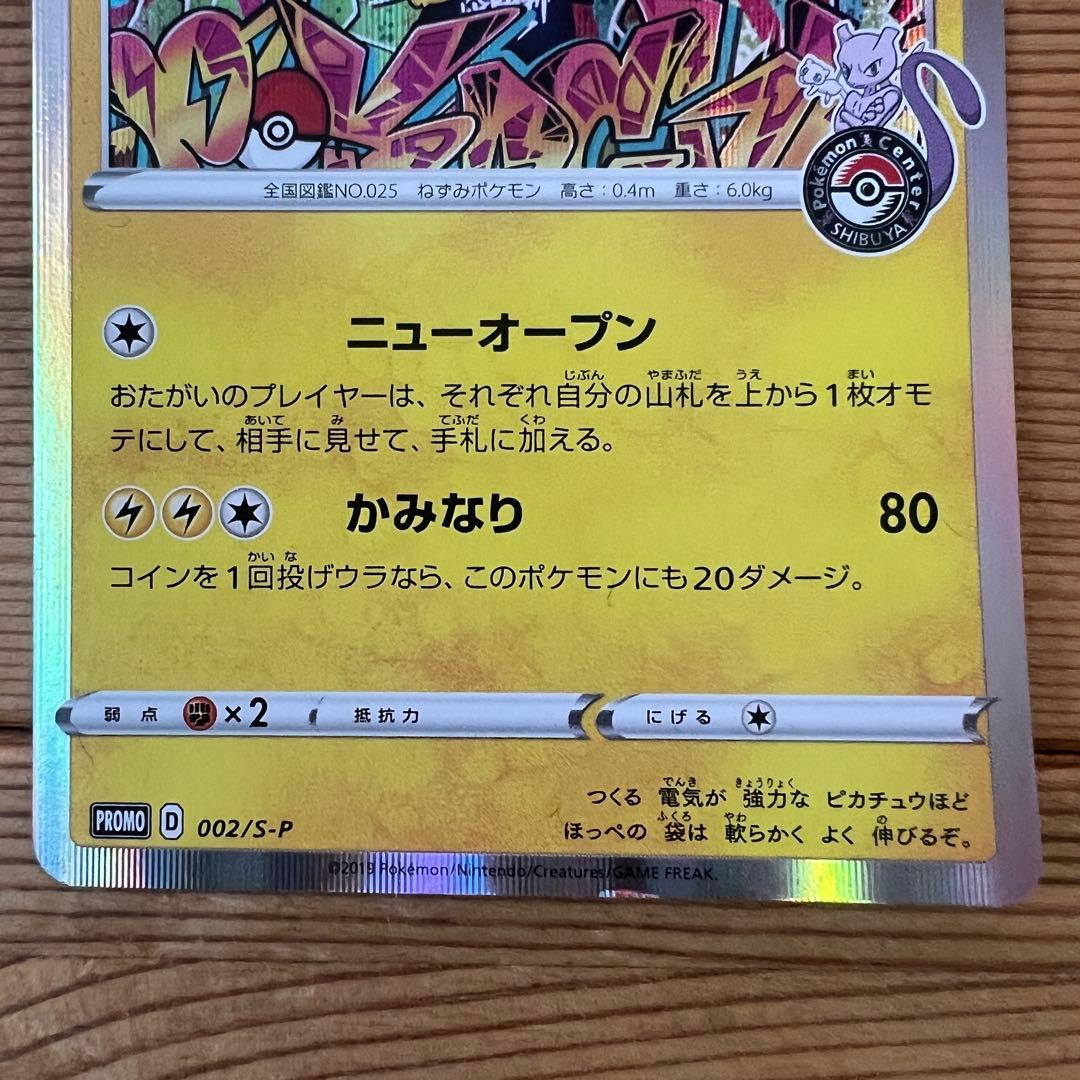 Pokémon Center
SHIBUYA
全国図鑑NO.025 ねずみポケモン 高さ:0.4m 重さ:6.0kg
ニューオープン
おたがいのプレイヤーは、それぞれ自分の山札を上から1枚オモ
テにして、相手に見せて、手札に加える。
かみなり 80
コインを1回投げウラなら、このポケモンにも20ダメージ。
弱点 ×2 抵抗力 にげる
つくる 電気が 強力な ピカチュウほど
ほっぺの 袋は 軟らかく よく 伸びるぞ。
PROMO D 002/S-P
©2019 Pokémon/Nintendo/Creatures/GAME FREAK.